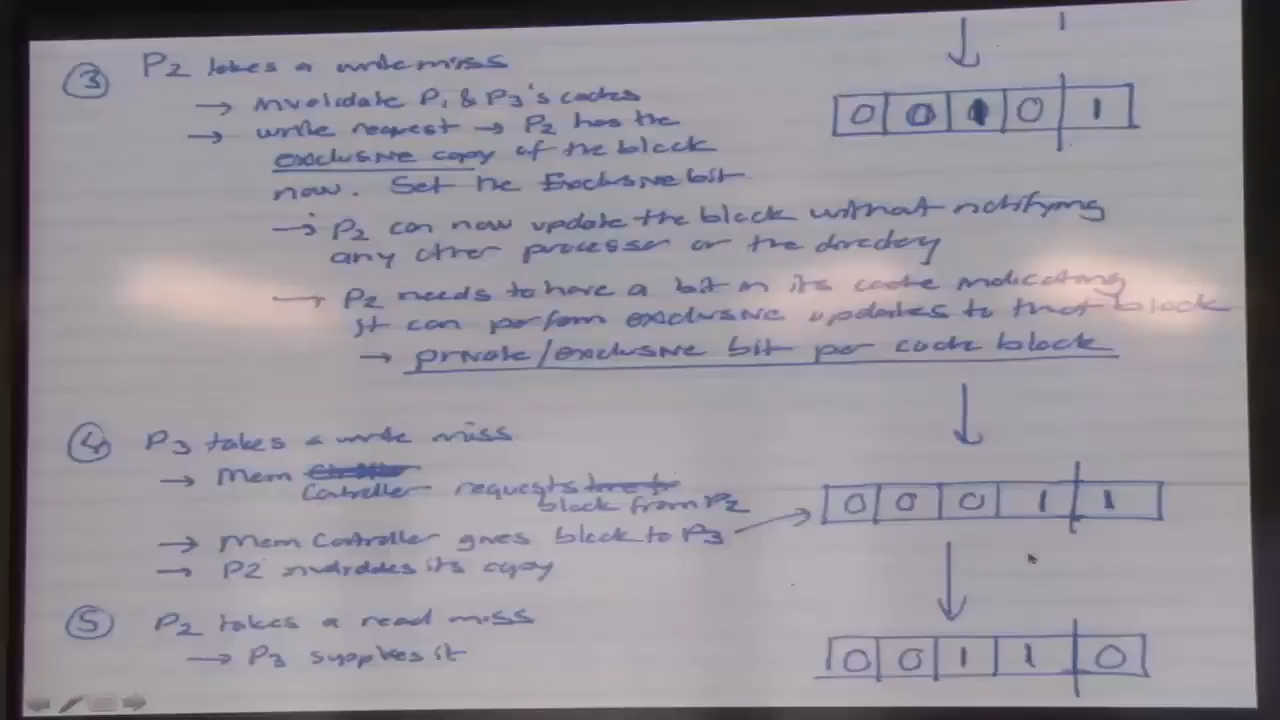 ③ P2 takes a write miss
→ Invalidate P1 & P3's caches
→ write request → P2 has the
exclusive copy of the block
now. Set the Exclusive bit
→ P2 can now update the block without notifying
any other processor or the directory
→ P2 needs to have a bit in its cache indicating
it can perform exclusive updates to that block
→ private/exclusive bit per cache block
0 0 1 0 1
④ P3 takes a write miss
→ Mem
Controller requests
block from P2
→ Mem Controller gives block to P3
→ P2 invalidates its copy
0 0 0 1 1
⑤ P2 takes a read miss
→ P3 supplies it
0 0 1 1 0